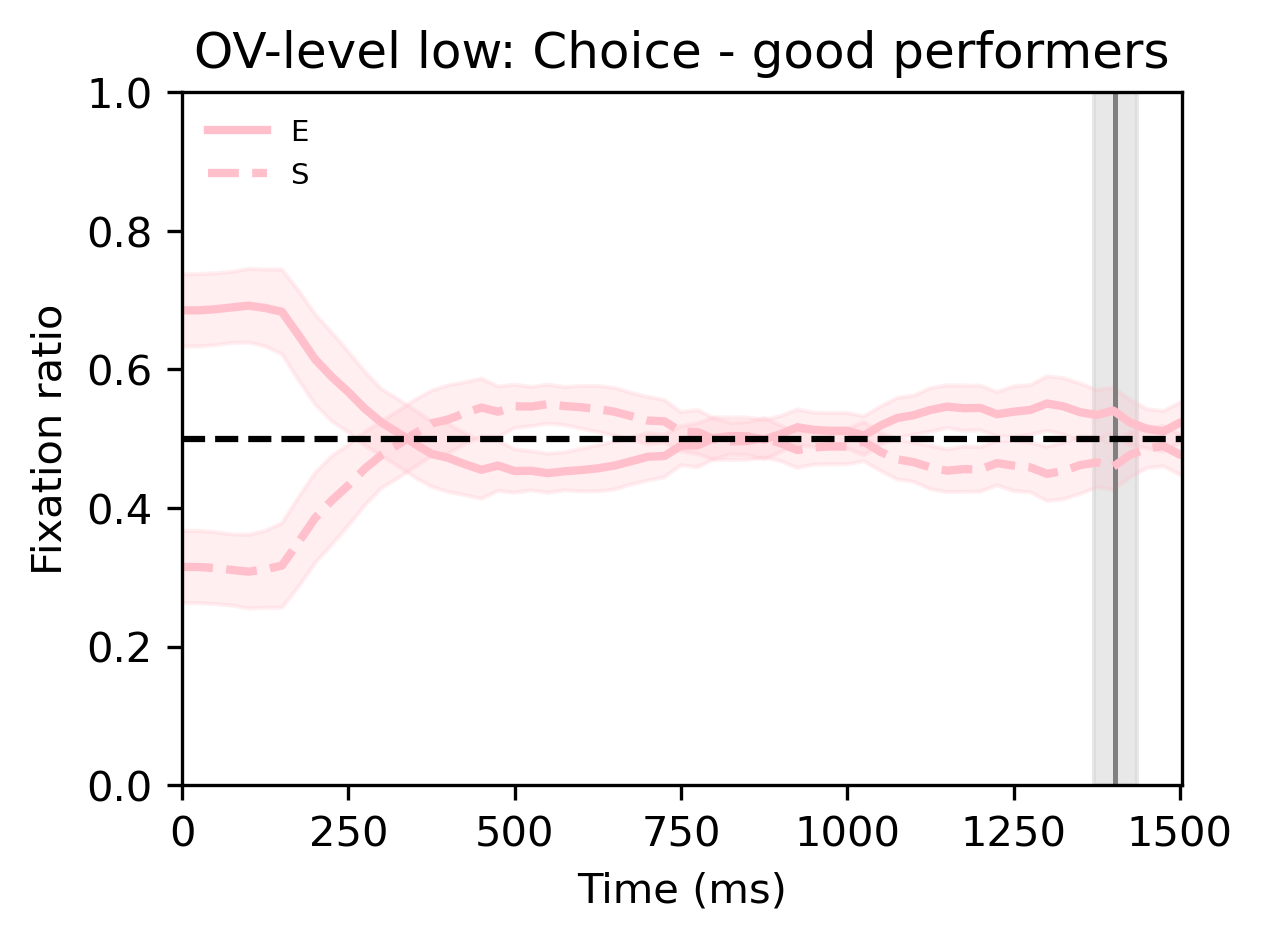 OV-level low: Choice - good performers
1.0
0.8
0.6
0.4
0.2
0.0
Fixation ratio
E
S
0 250 500 750 1000 1250 1500
Time (ms)